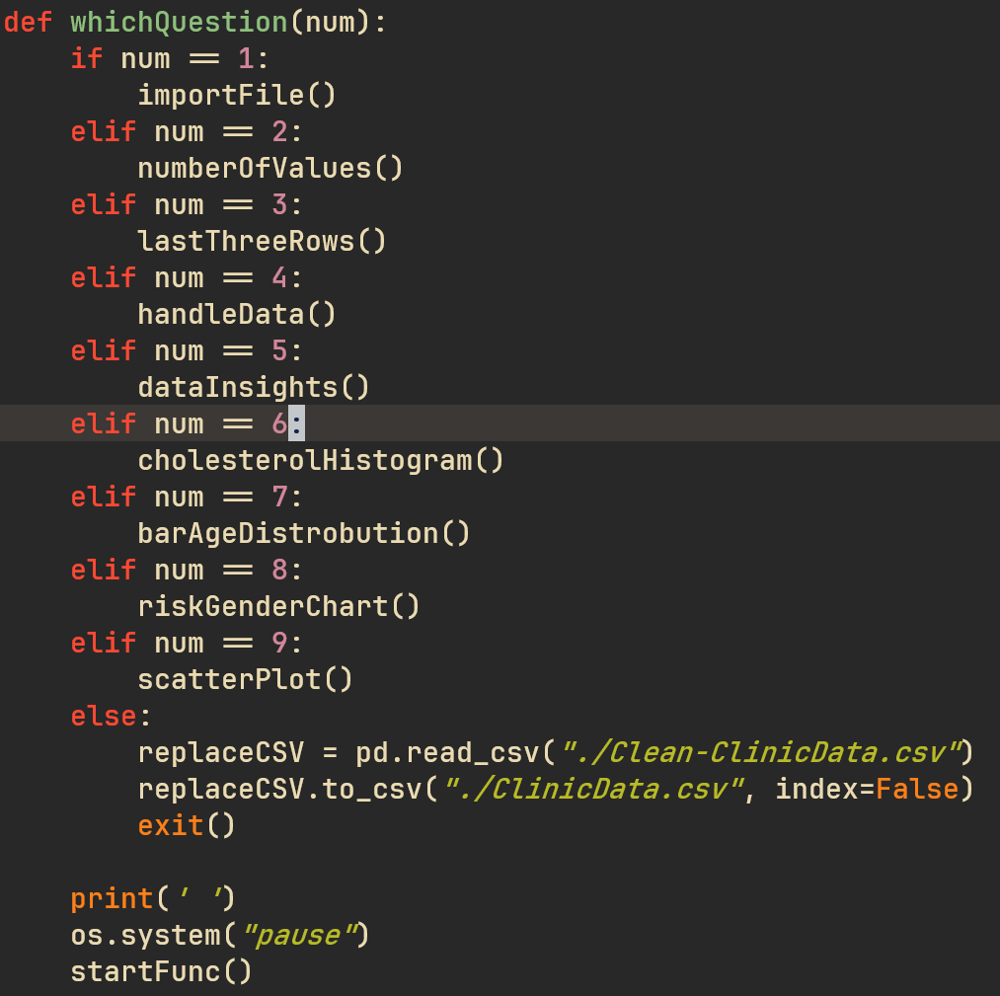 def whichQuestion(num):
    if num == 1:
        importFile()
    elif num == 2:
        numberOfValues()
    elif num == 3:
        lastThreeRows()
    elif num == 4:
        handleData()
    elif num == 5:
        dataInsights()
    elif num == 6:
        cholesterolHistogram()
    elif num == 7:
        barAgeDistrobution()
    elif num == 8:
        riskGenderChart()
    elif num == 9:
        scatterPlot()
    else:
        replaceCSV = pd.read_csv("./Clean-ClinicData.csv")
        replaceCSV.to_csv("./ClinicData.csv", index=False)
        exit()

    print(' ')
    os.system("pause")
    startFunc()